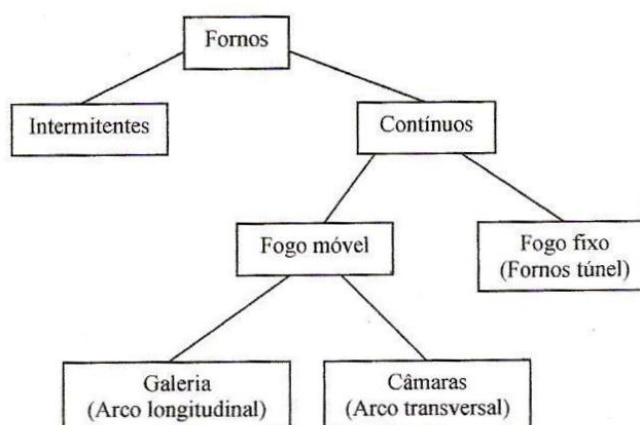 Fornos
Intermitentes
Contínuos
Fogo móvel
Fogo fixo
(Fornos túnel)
Galeria
(Arco longitudinal)
Câmaras
(Arco transversal)